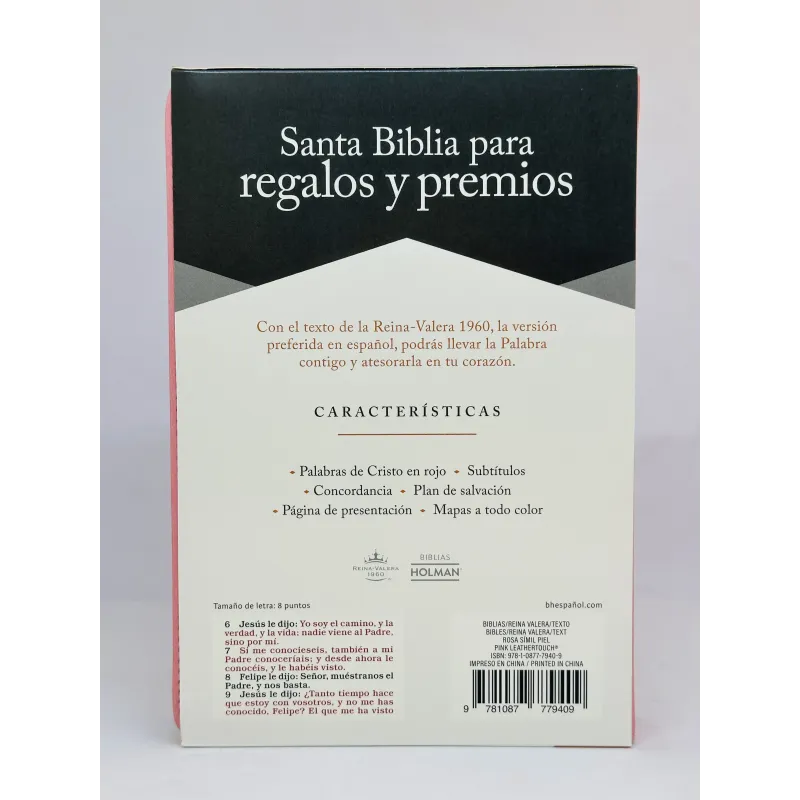 Santa Biblia para
regalos y premios
Con el texto de la Reina-Valera 1960, la versión
preferida en español, podrás llevar la Palabra
contigo y atesorarla en tu corazón.
CARACTERÍSTICAS
Palabras de Cristo en rojo • Subtítulos
Concordancia • Plan de salvación
Página de presentación • Mapas a todo color
REINA-VALERA
1960
BIBLIAS
HOLMAN
Tamaño de letra: 8 puntos
bhespañol.com
6 Jesús le dijo: Yo soy el camino, y la
verdad, y la vida; nadie viene al Padre,
sino por mí.
7 Si me conocieseis, también a mi
Padre conoceríais; y desde ahora le
conocéis, y le habéis visto.
8 Felipe le dijo: Señor, muéstranos el
Padre, y nos basta.
9 Jesús le dijo: ¿Tanto tiempo hace
que estoy con vosotros, y no me has
conocido, Felipe? El que me ha visto
BIBLIAS/REINA VALERA/TEXTO
BIBLES/REINA VALERA/TEXT
ROSA SÍMIL PIEL
PINK LEATHERTOUCH®
ISBN: 978-1-0877-7940-9
IMPRESO EN CHINA / PRINTED IN CHINA
9 781087 779409